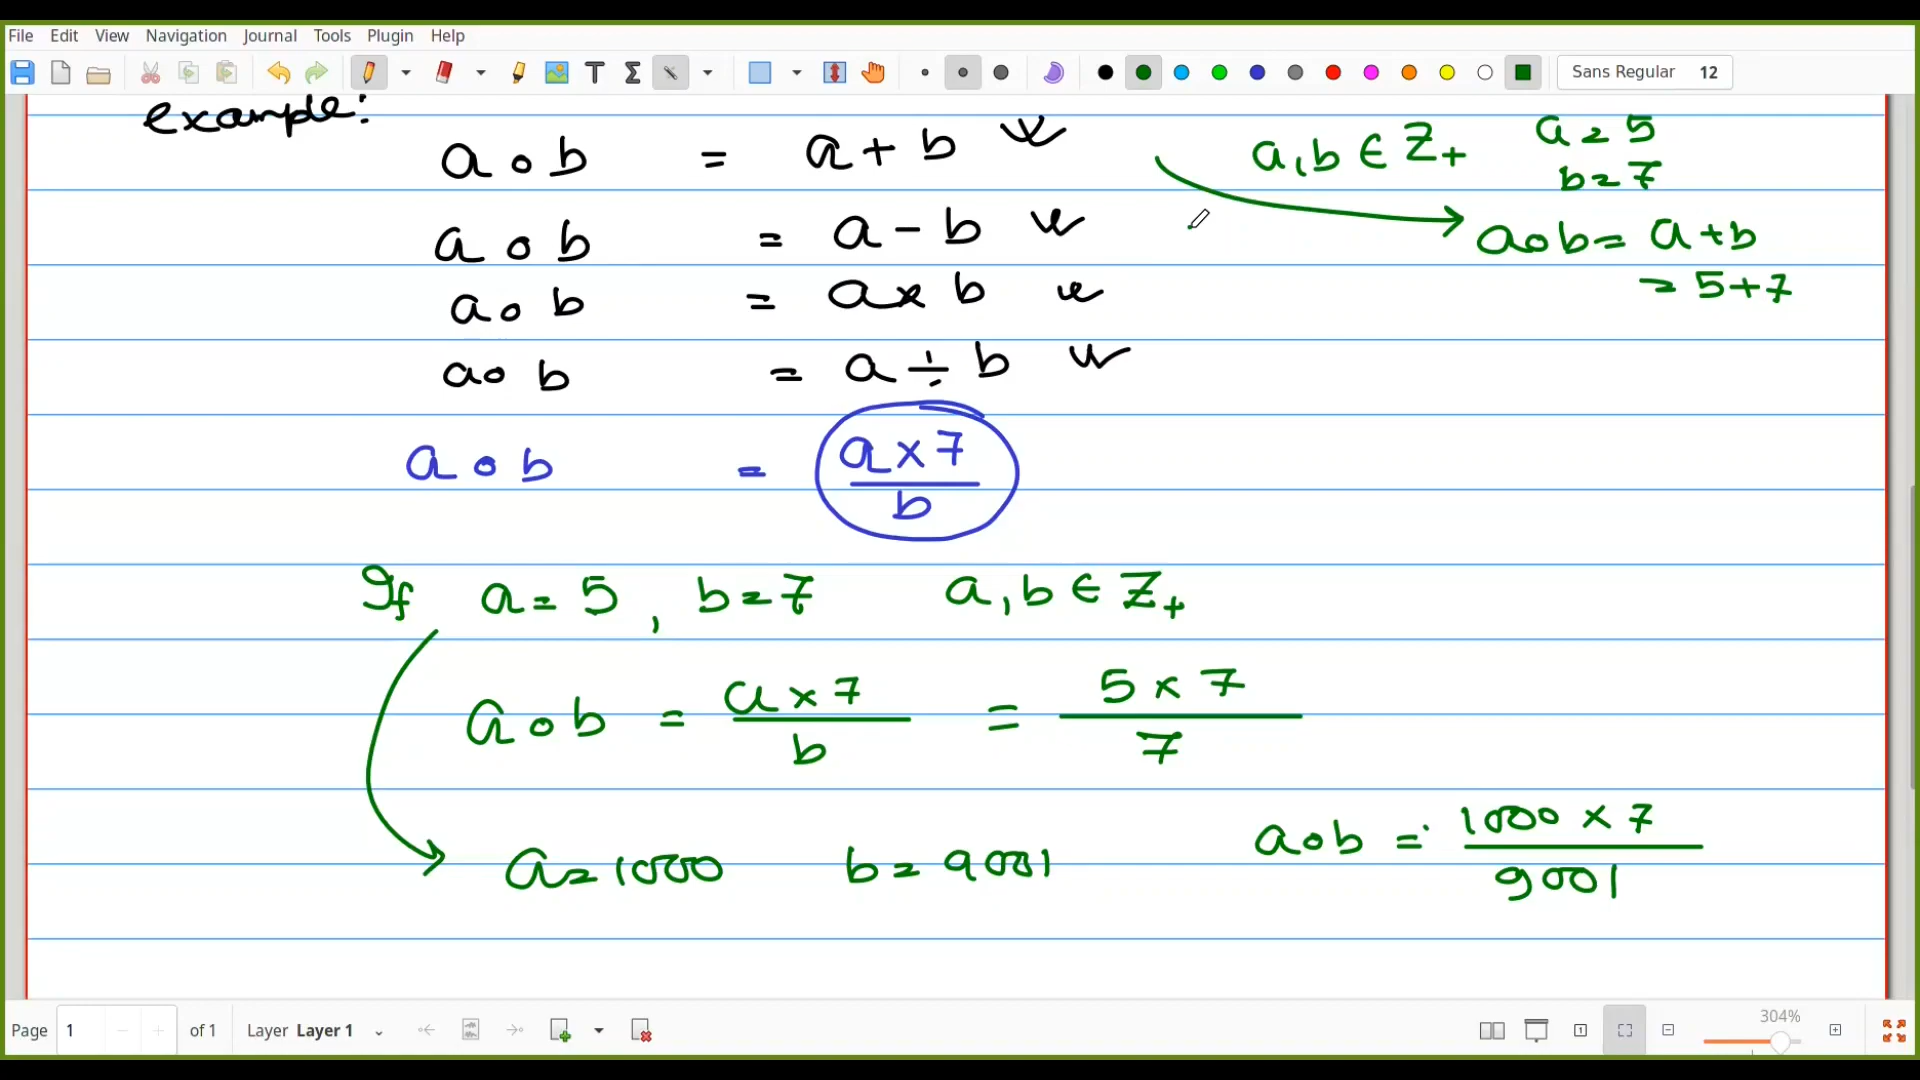 File Edit View Navigation Journal Tools Plugin Help
Sans Regular 12
example:
a o b = a + b
a o b = a - b
a o b = a x b
a o b = a ÷ b
a, b ∈ Z+ a = 5
b = 7
a o b = a + b
= 5 + 7
a o b = a x 7 / b
If a = 5, b = 7 a, b ∈ Z+
a o b = a x 7 / b = 5 x 7 / 7
a = 1000 b = 9001 a o b = 1000 x 7 / 9001
Page 1 of 1 Layer Layer 1 304%